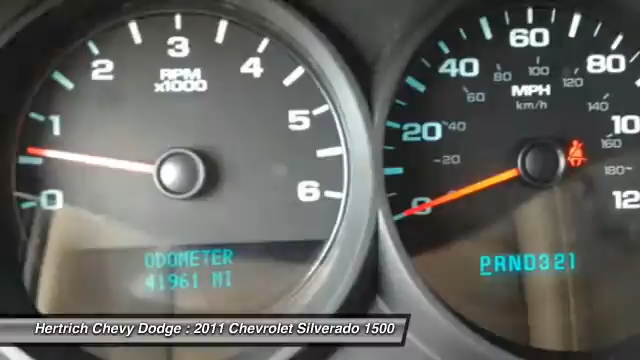 0 1 2 3 4 5 6
RPM
x1000
ODOMETER
41961 MI
0 20 40 60 80
20 40 60 80 100 120 140 160 180
MPH
km/h
PRND321
Hertrich Chevy Dodge : 2011 Chevrolet Silverado 1500